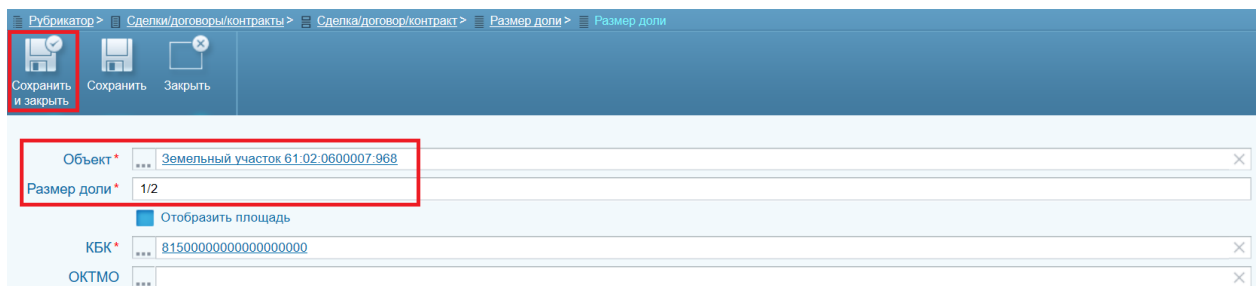 Рубрикатор > Сделки/договоры/контракты > Сделка/договор/контракт > Размер доли > Размер доли
Сохранить и закрыть
Сохранить
Закрыть
Объект * ... Земельный участок 61:02:0600007:968
Размер доли * 1/2
Отобразить площадь
КБК * ... 81500000000000000000
ОКТМО ...